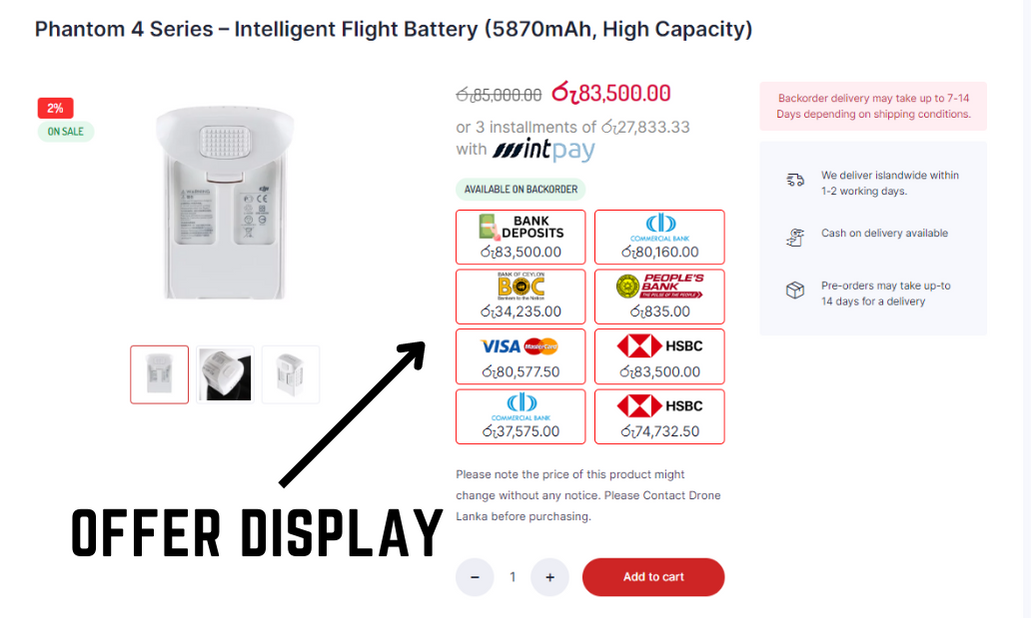 Phantom 4 Series – Intelligent Flight Battery (5870mAh, High Capacity)
2%
ON SALE
රු85,000.00 රු83,500.00
or 3 installments of රු27,833.33
with mintpay
AVAILABLE ON BACKORDER
BANK
DEPOSITS
රු83,500.00
COMMERCIAL BANK
රු80,160.00
BANK OF CEYLON
BOC
Bankers to the Nation
රු34,235.00
PEOPLE'S
BANK
THE PULSE OF THE PEOPLE
රු835.00
VISA MasterCard
රු80,577.50
HSBC
රු83,500.00
COMMERCIAL BANK
රු37,575.00
HSBC
රු74,732.50
Please note the price of this product might
change without any notice. Please Contact Drone
Lanka before purchasing.
- 1 +
Add to cart
Backorder delivery may take up to 7-14
Days depending on shipping conditions.
We deliver islandwide within
1-2 working days.
Cash on delivery available
Pre-orders may take up-to
14 days for a delivery
OFFER DISPLAY